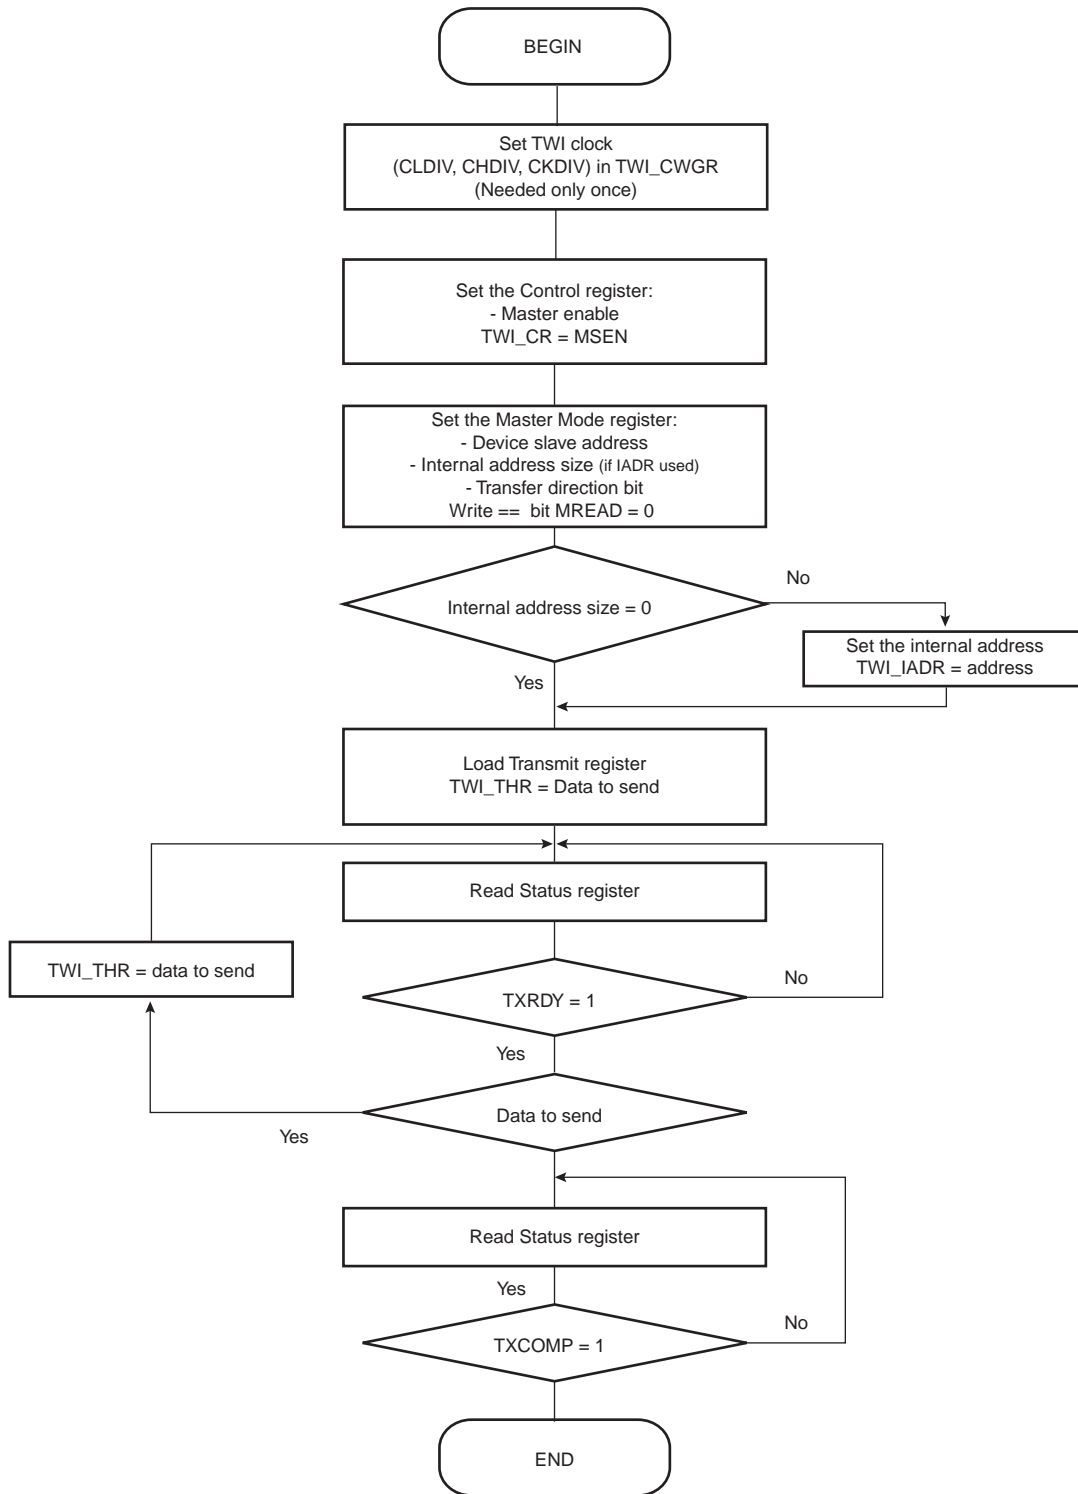 BEGIN
Set TWI clock
(CLDIV, CHDIV, CKDIV) in TWI_CWGR
(Needed only once)
Set the Control register:
- Master enable
TWI_CR = MSEN
Set the Master Mode register:
- Device slave address
- Internal address size (if IADR used)
- Transfer direction bit
Write == bit MREAD = 0
No
Internal address size = 0
Set the internal address
TWI_IADR = address
Yes
Load Transmit register
TWI_THR = Data to send
Read Status register
TWI_THR = data to send
No
TXRDY = 1
Yes
Data to send
Yes
Read Status register
Yes
No
TXCOMP = 1
END